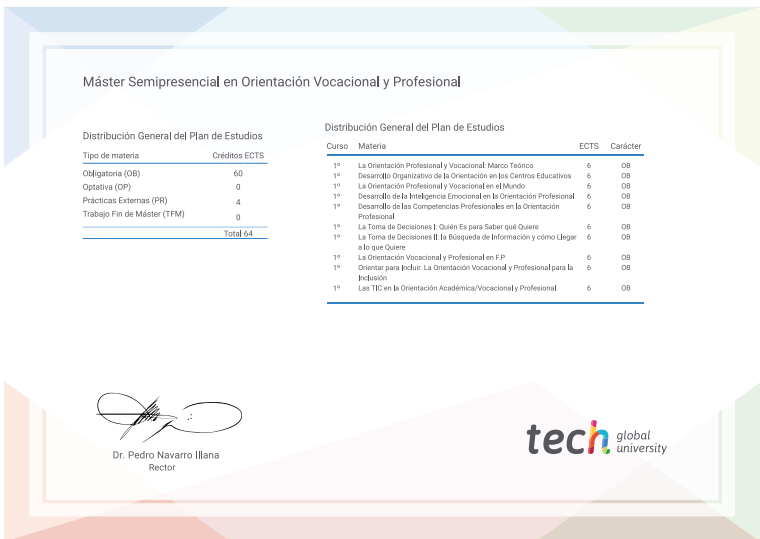 Máster Semipresencial en Orientación Vocacional y Profesional
Distribución General del Plan de Estudios
Tipo de materia Créditos ECTS
Obligatoria (OB) 60
Optativa (OP) 0
Prácticas Externas (PR) 4
Trabajo Fin de Máster (TFM) 0
Total 64
Distribución General del Plan de Estudios
Curso Materia ECTS Carácter
1º La Orientación Profesional y Vocacional: Marco Teórico 6 OB
1º Desarrollo Organizativo de la Orientación en los Centros Educativos 6 OB
1º La Orientación Profesional y Vocacional en el Mundo 6 OB
1º Desarrollo de la Inteligencia Emocional en la Orientación Profesional 6 OB
1º Desarrollo de las Competencias Profesionales en la Orientación 6 OB
Profesional
1º La Toma de Decisiones I: Quién Es para Saber qué Quiere 6 OB
1º La Toma de Decisiones II: la Búsqueda de Información y cómo Llegar 6 OB
a lo que Quiere
1º La Orientación Vocacional y Profesional en F.P 6 OB
1º Orientar para Incluir. La Orientación Vocacional y Profesional para la 6 OB
Inclusión
1º Las TIC en la Orientación Académica/Vocacional y Profesional 6 OB
Dr. Pedro Navarro Illana
Rector
tech global
university